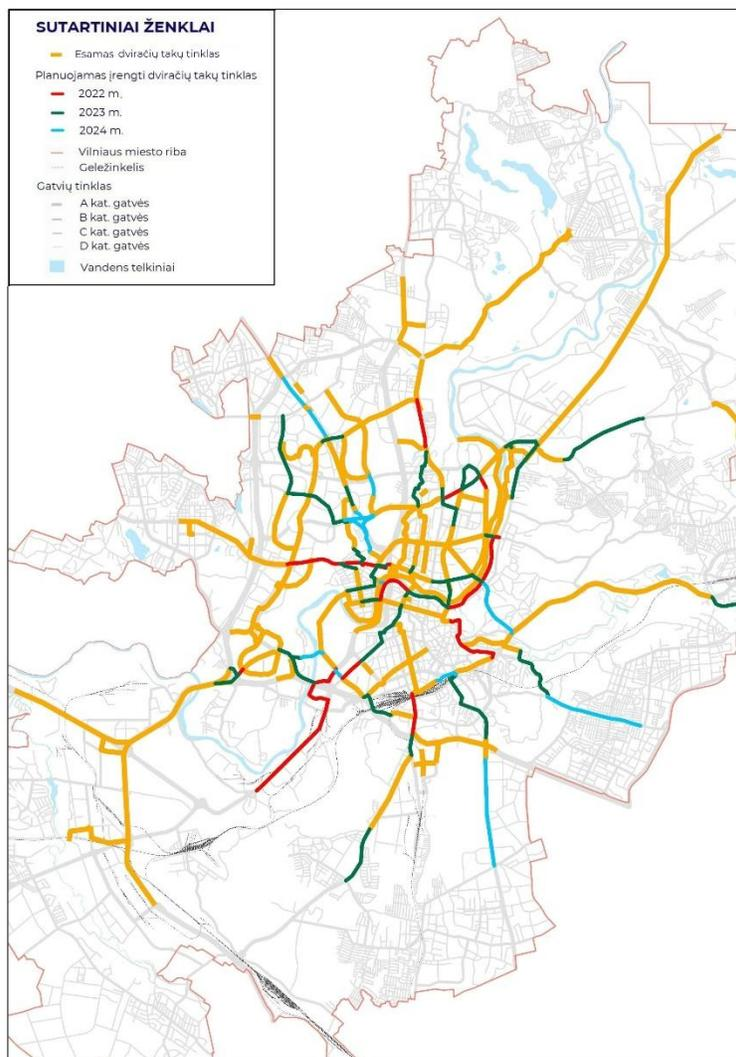 SUTARTINIAI ŽENKLAI
Esamas dviračių takų tinklas
Planuojamas įrengti dviračių takų tinklas
2022 m.
2023 m.
2024 m.
Vilniaus miesto riba
Geležinkelis
Gatvių tinklas
A kat. gatvės
B kat. gatvės
C kat. gatvės
D kat. gatvės
Vandens telkiniai